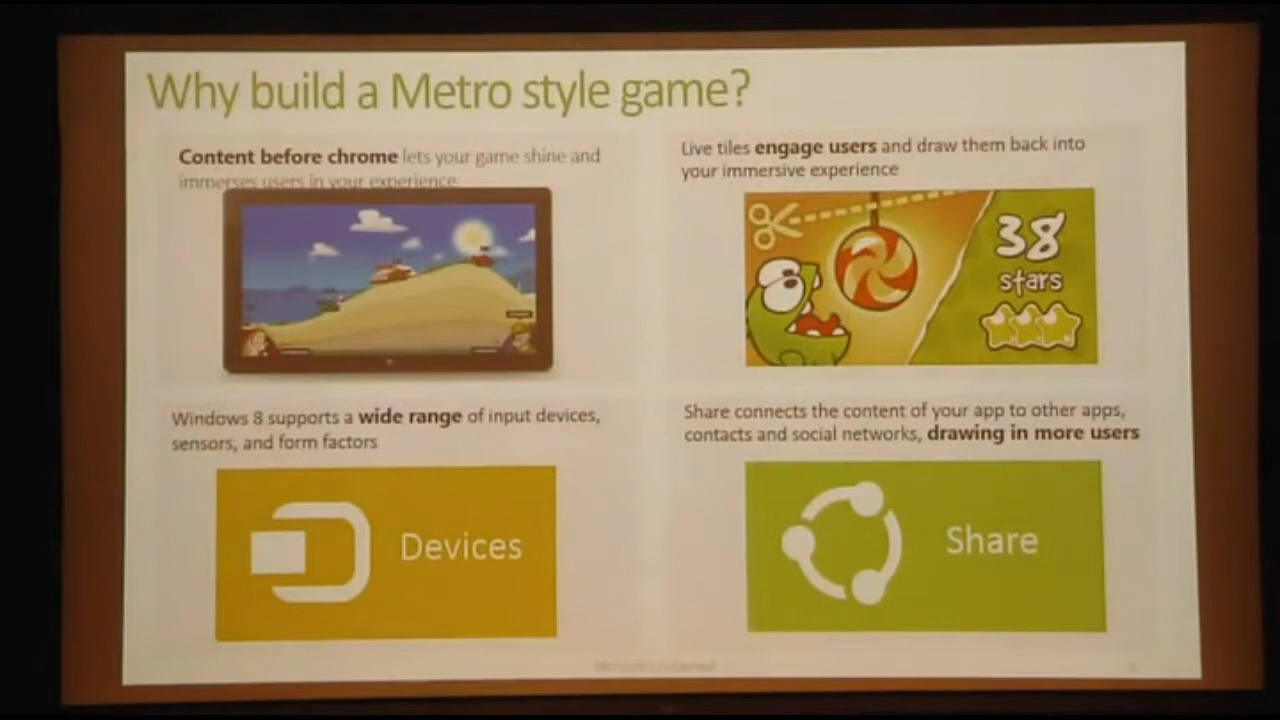 Why build a Metro style game?
Content before chrome lets your game shine and
immerses users in your experience
Live tiles engage users and draw them back into
your immersive experience
38
stars
Windows 8 supports a wide range of input devices,
sensors, and form factors
Share connects the content of your app to other apps,
contacts and social networks, drawing in more users
Devices
Share
Microsoft Confidential